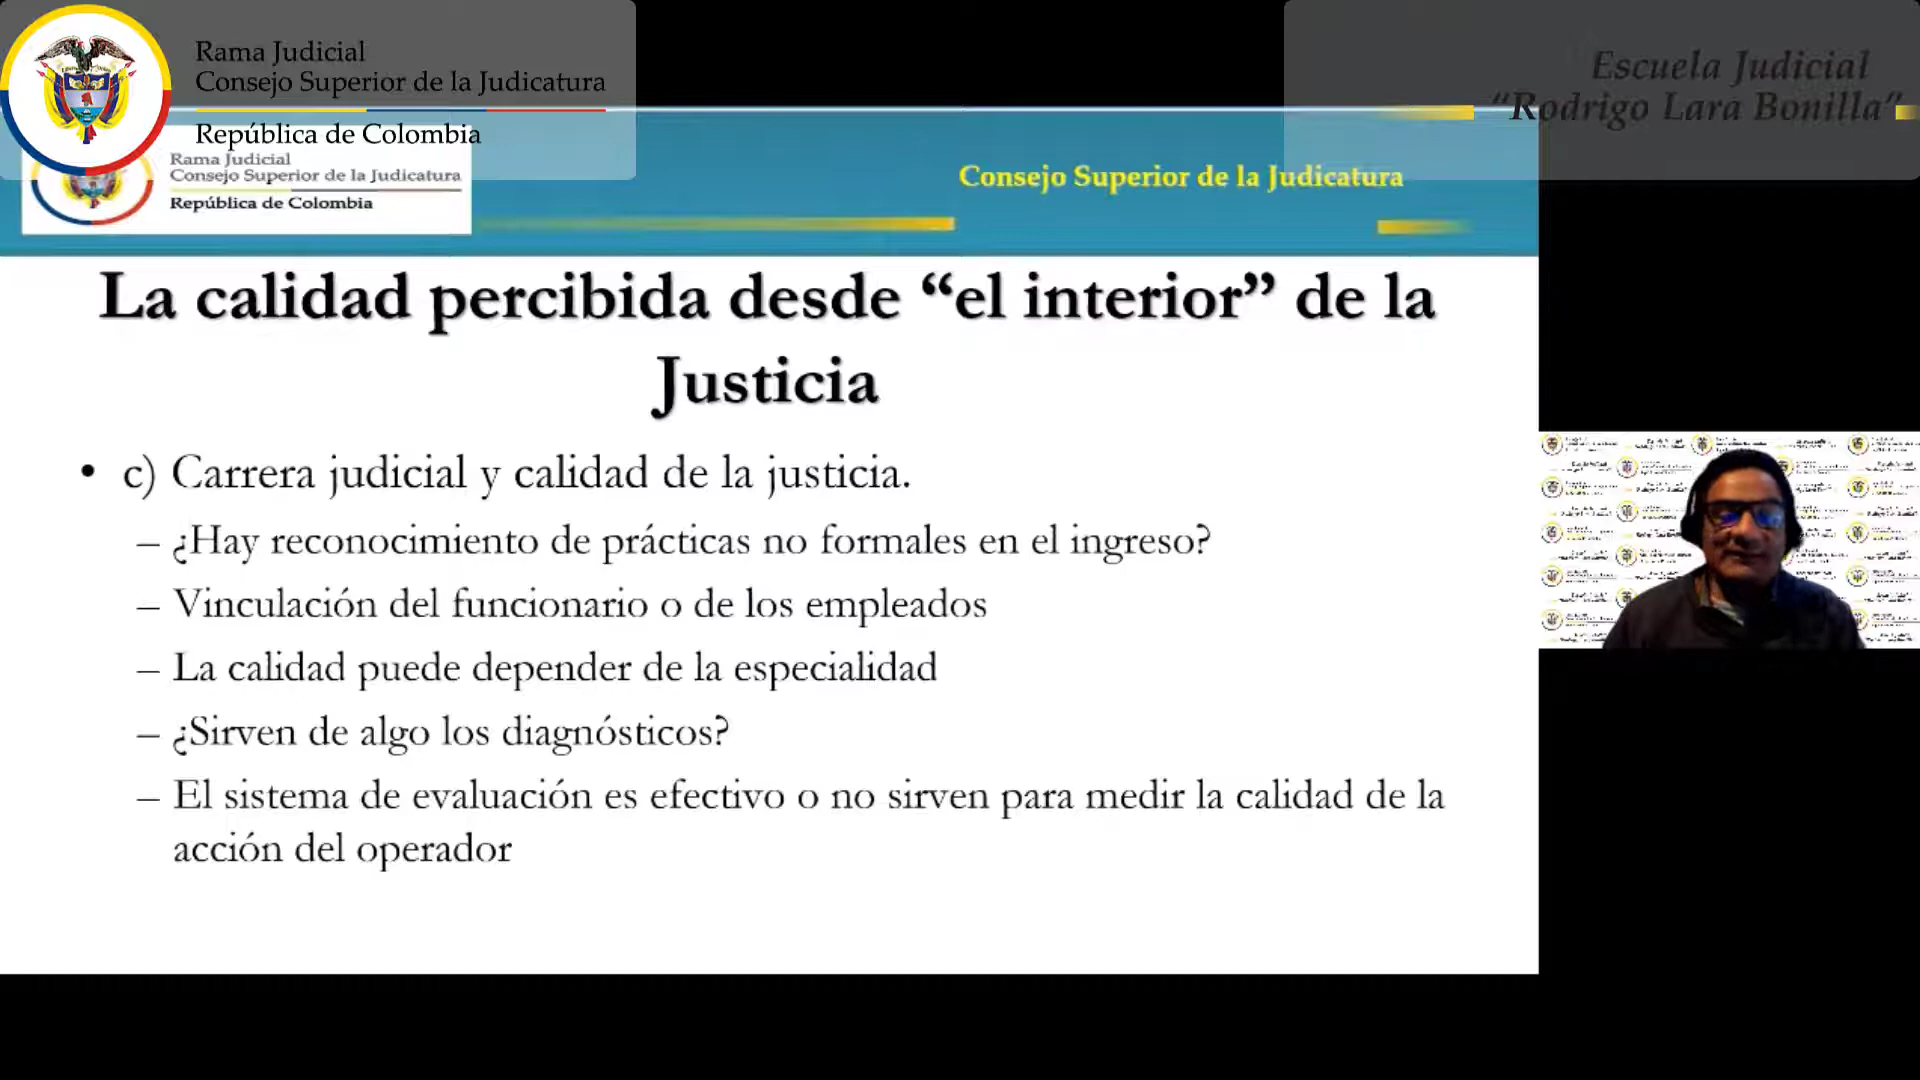 Rama Judicial
Consejo Superior de la Judicatura
República de Colombia
Escuela Judicial
“Rodrigo Lara Bonilla”
Rama Judicial
Consejo Superior de la Judicatura
República de Colombia
Consejo Superior de la Judicatura
La calidad percibida desde “el interior” de la
Justicia
• c) Carrera judicial y calidad de la justicia.
– ¿Hay reconocimiento de prácticas no formales en el ingreso?
– Vinculación del funcionario o de los empleados
– La calidad puede depender de la especialidad
– ¿Sirven de algo los diagnósticos?
– El sistema de evaluación es efectivo o no sirven para medir la calidad de la
acción del operador